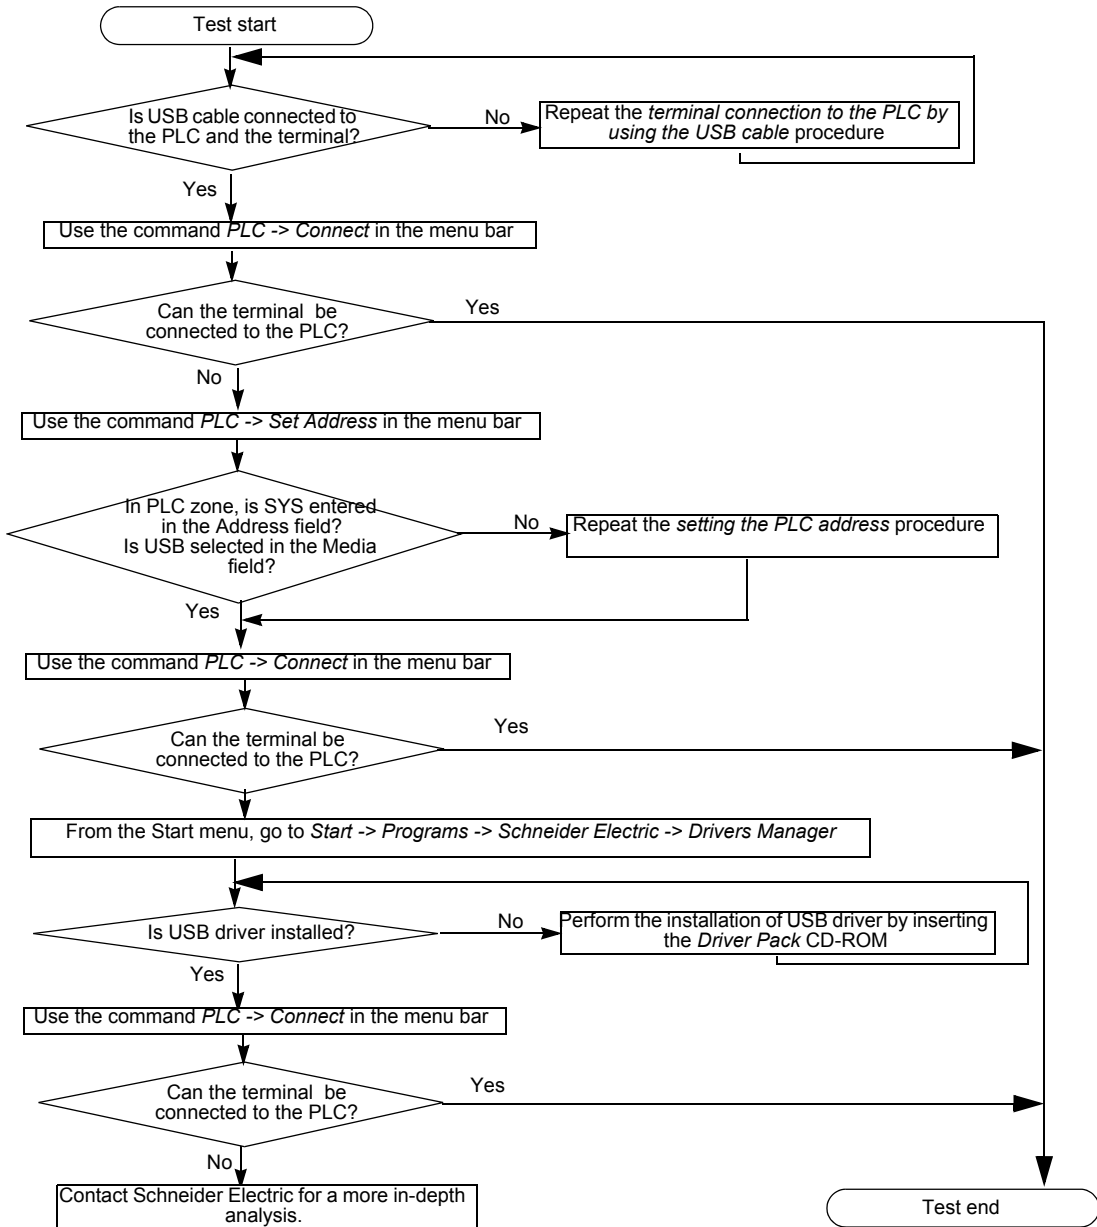 Test start
Is USB cable connected to
the PLC and the terminal?
No
Repeat the terminal connection to the PLC by
using the USB cable procedure
Yes
Use the command PLC -> Connect in the menu bar
Can the terminal be
connected to the PLC?
Yes
No
Use the command PLC -> Set Address in the menu bar
In PLC zone, is SYS entered
in the Address field?
Is USB selected in the Media
field?
No
Repeat the setting the PLC address procedure
Yes
Use the command PLC -> Connect in the menu bar
Can the terminal be
connected to the PLC?
Yes
From the Start menu, go to Start -> Programs -> Schneider Electric -> Drivers Manager
Is USB driver installed?
No
Perform the installation of USB driver by inserting
the Driver Pack CD-ROM
Yes
Use the command PLC -> Connect in the menu bar
Can the terminal be
connected to the PLC?
Yes
No
Contact Schneider Electric for a more in-depth
analysis.
Test end